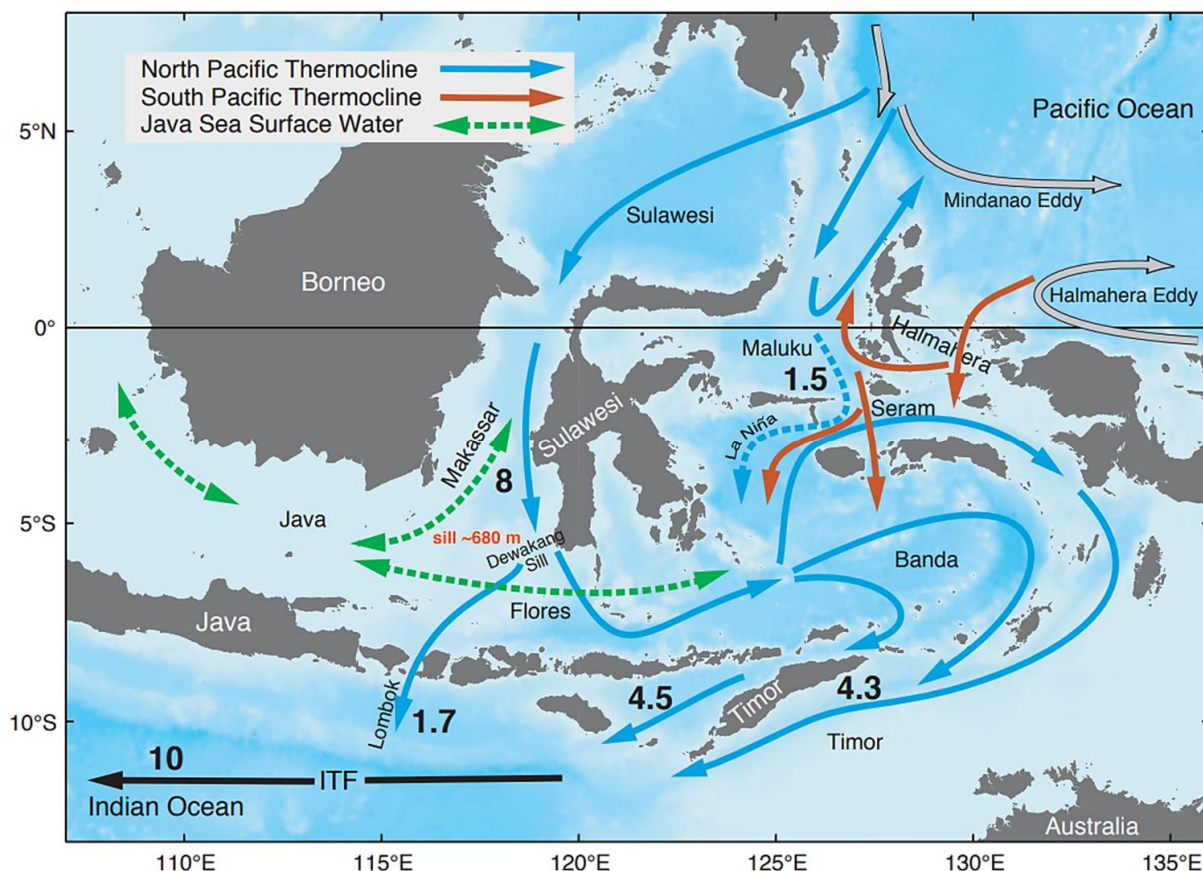 North Pacific Thermocline
South Pacific Thermocline
Java Sea Surface Water
Pacific Ocean
5°N
Mindanao Eddy
Sulawesi
Borneo
Halmahera Eddy
0°
Halmahera
Maluku
1.5
Seram
La Niña
Sulawesi
Makassar
8
Java
5°S
sill ~680 m
Dewakang
Sill
Banda
Flores
Java
4.5
4.3
Timor
Lombok
1.7
10°S
Timor
10
ITF
Indian Ocean
Australia
110°E
115°E
120°E
125°E
130°E
135°E